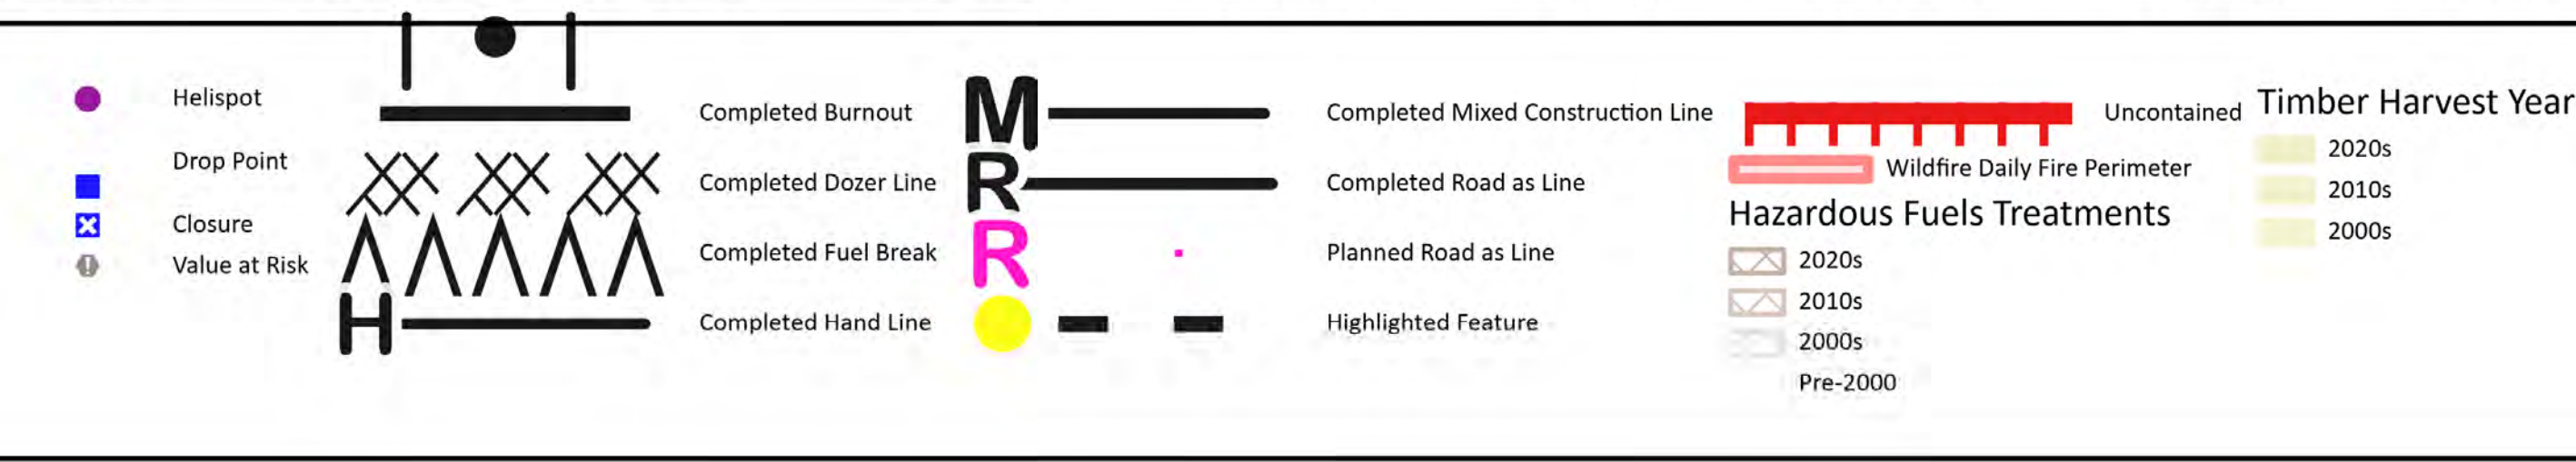 Helispot
Drop Point
Closure
Value at Risk
H
Completed Burnout
Completed Dozer Line
Completed Fuel Break
Completed Hand Line
M
R
R
Completed Mixed Construction Line
Completed Road as Line
Planned Road as Line
Highlighted Feature
Uncontained
Wildfire Daily Fire Perimeter
Hazardous Fuels Treatments
2020s
2010s
2000s
Pre-2000
Timber Harvest Year
2020s
2010s
2000s